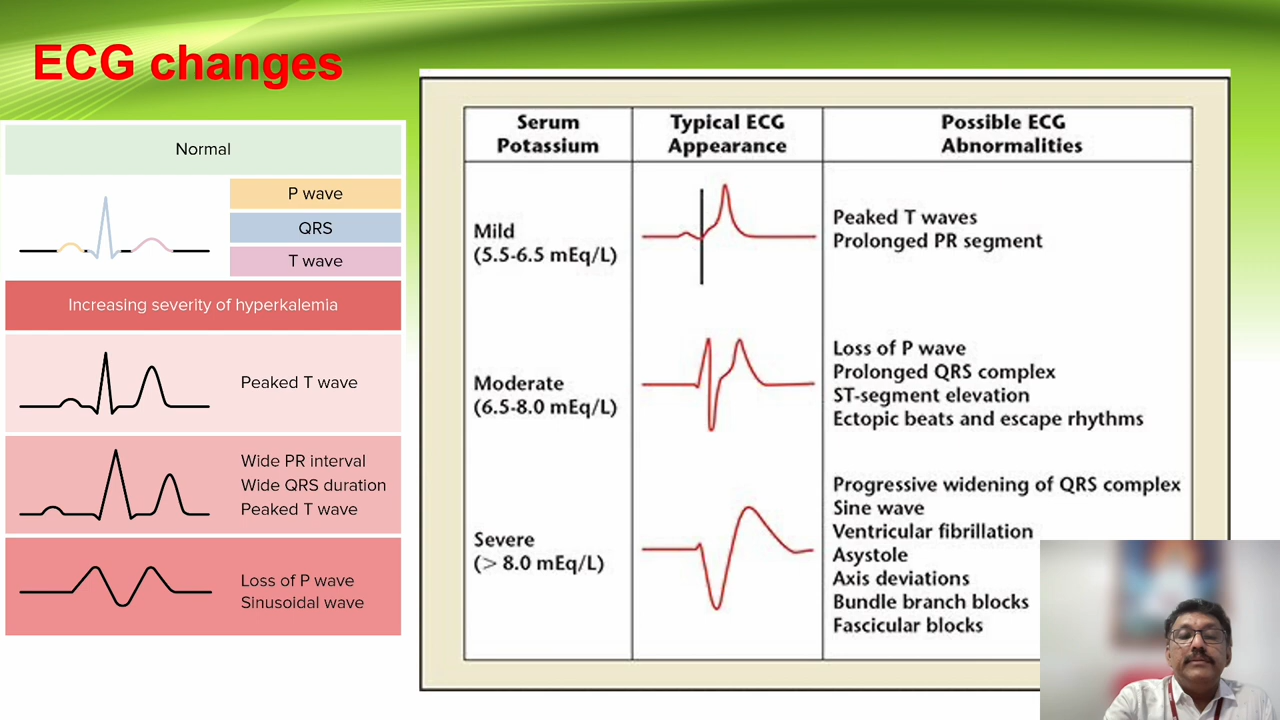 ECG changes
Normal
P wave
QRS
T wave
Increasing severity of hyperkalemia
Peaked T wave
Wide PR interval
Wide QRS duration
Peaked T wave
Loss of P wave
Sinusoidal wave
Serum
Potassium
Typical ECG
Appearance
Possible ECG
Abnormalities
Mild
(5.5-6.5 mEq/L)
Peaked T waves
Prolonged PR segment
Moderate
(6.5-8.0 mEq/L)
Loss of P wave
Prolonged QRS complex
ST-segment elevation
Ectopic beats and escape rhythms
Severe
(> 8.0 mEq/L)
Progressive widening of QRS complex
Sine wave
Ventricular fibrillation
Asystole
Axis deviations
Bundle branch blocks
Fascicular blocks